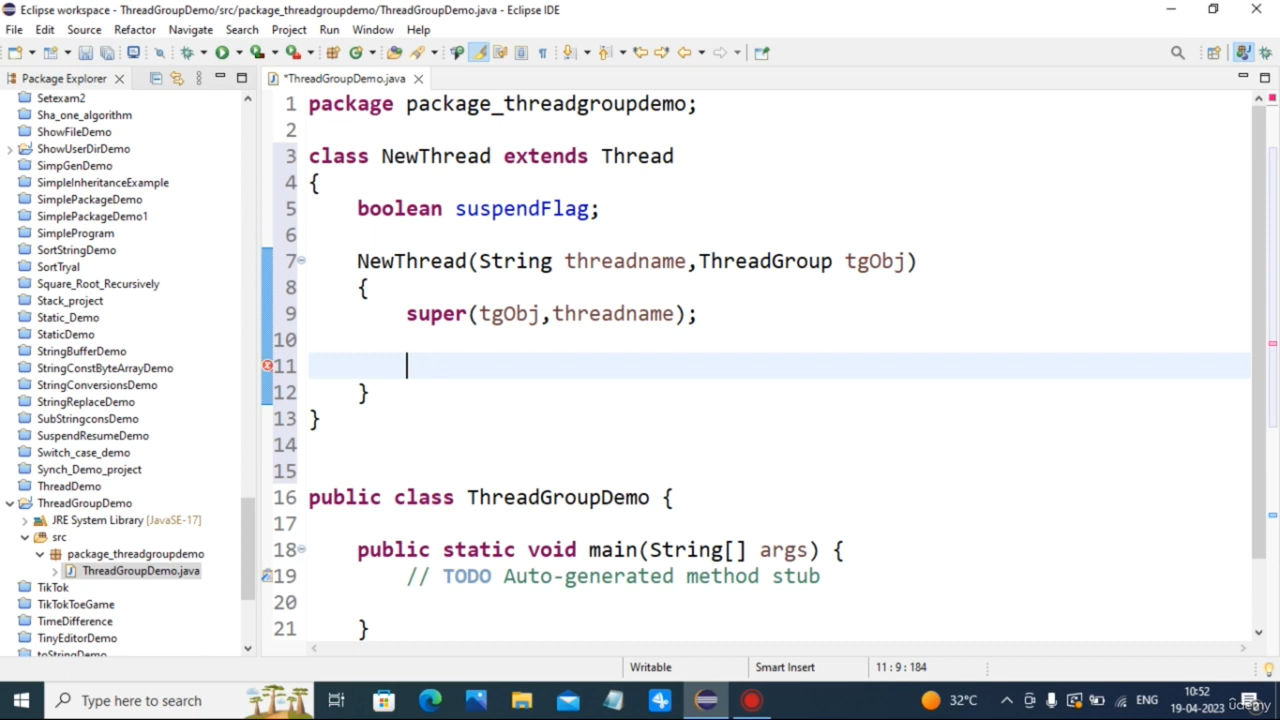 Eclipse workspace - ThreadGroupDemo/src/package_threadgroupdemo/ThreadGroupDemo.java - Eclipse IDE
File Edit Source Refactor Navigate Search Project Run Window Help
Package Explorer
*ThreadGroupDemo.java
Setexam2
Sha_one_algorithm
ShowFileDemo
ShowUserDirDemo
SimpGenDemo
SimpleInheritanceExample
SimplePackageDemo
SimplePackageDemo1
SimpleProgram
SortStringDemo
SortTryal
Square_Root_Recursively
Stack_project
Static_Demo
StaticDemo
StringBufferDemo
StringConstByteArrayDemo
StringConversionsDemo
StringReplaceDemo
SubStringconsDemo
SuspendResumeDemo
Switch_case_demo
Synch_Demo_project
ThreadDemo
ThreadGroupDemo
JRE System Library [JavaSE-17]
src
package_threadgroupdemo
ThreadGroupDemo.java
TikTok
TikTokToeGame
TimeDifference
TinyEditorDemo
toStringDemo
1 package package_threadgroupdemo;
2
3 class NewThread extends Thread
4 {
5 boolean suspendFlag;
6
7 NewThread(String threadname,ThreadGroup tgObj)
8 {
9 super(tgObj,threadname);
10
11
12 }
13 }
14
15
16 public class ThreadGroupDemo {
17
18 public static void main(String[] args) {
19 // TODO Auto-generated method stub
20
21 }
Writable Smart Insert 11 : 9 : 184
Type here to search
32°C
ENG
10:52
19-04-2023
udemy